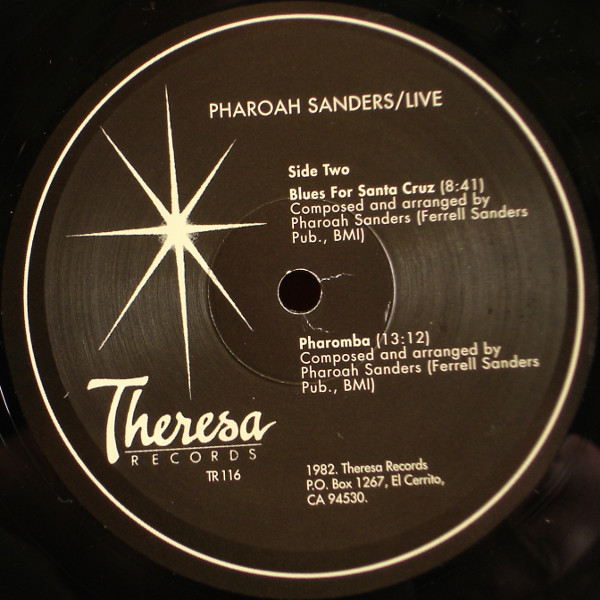 PHAROAH SANDERS/LIVE
Side Two
Blues For Santa Cruz (8:41)
Composed and arranged by
Pharoah Sanders (Ferrell Sanders
Pub., BMI)
Pharomba (13:12)
Composed and arranged by
Pharoah Sanders (Ferrell Sanders
Pub., BMI)
Theresa
RECORDS
TR 116
1982. Theresa Records
P.O. Box 1267, El Cerrito,
CA 94530.